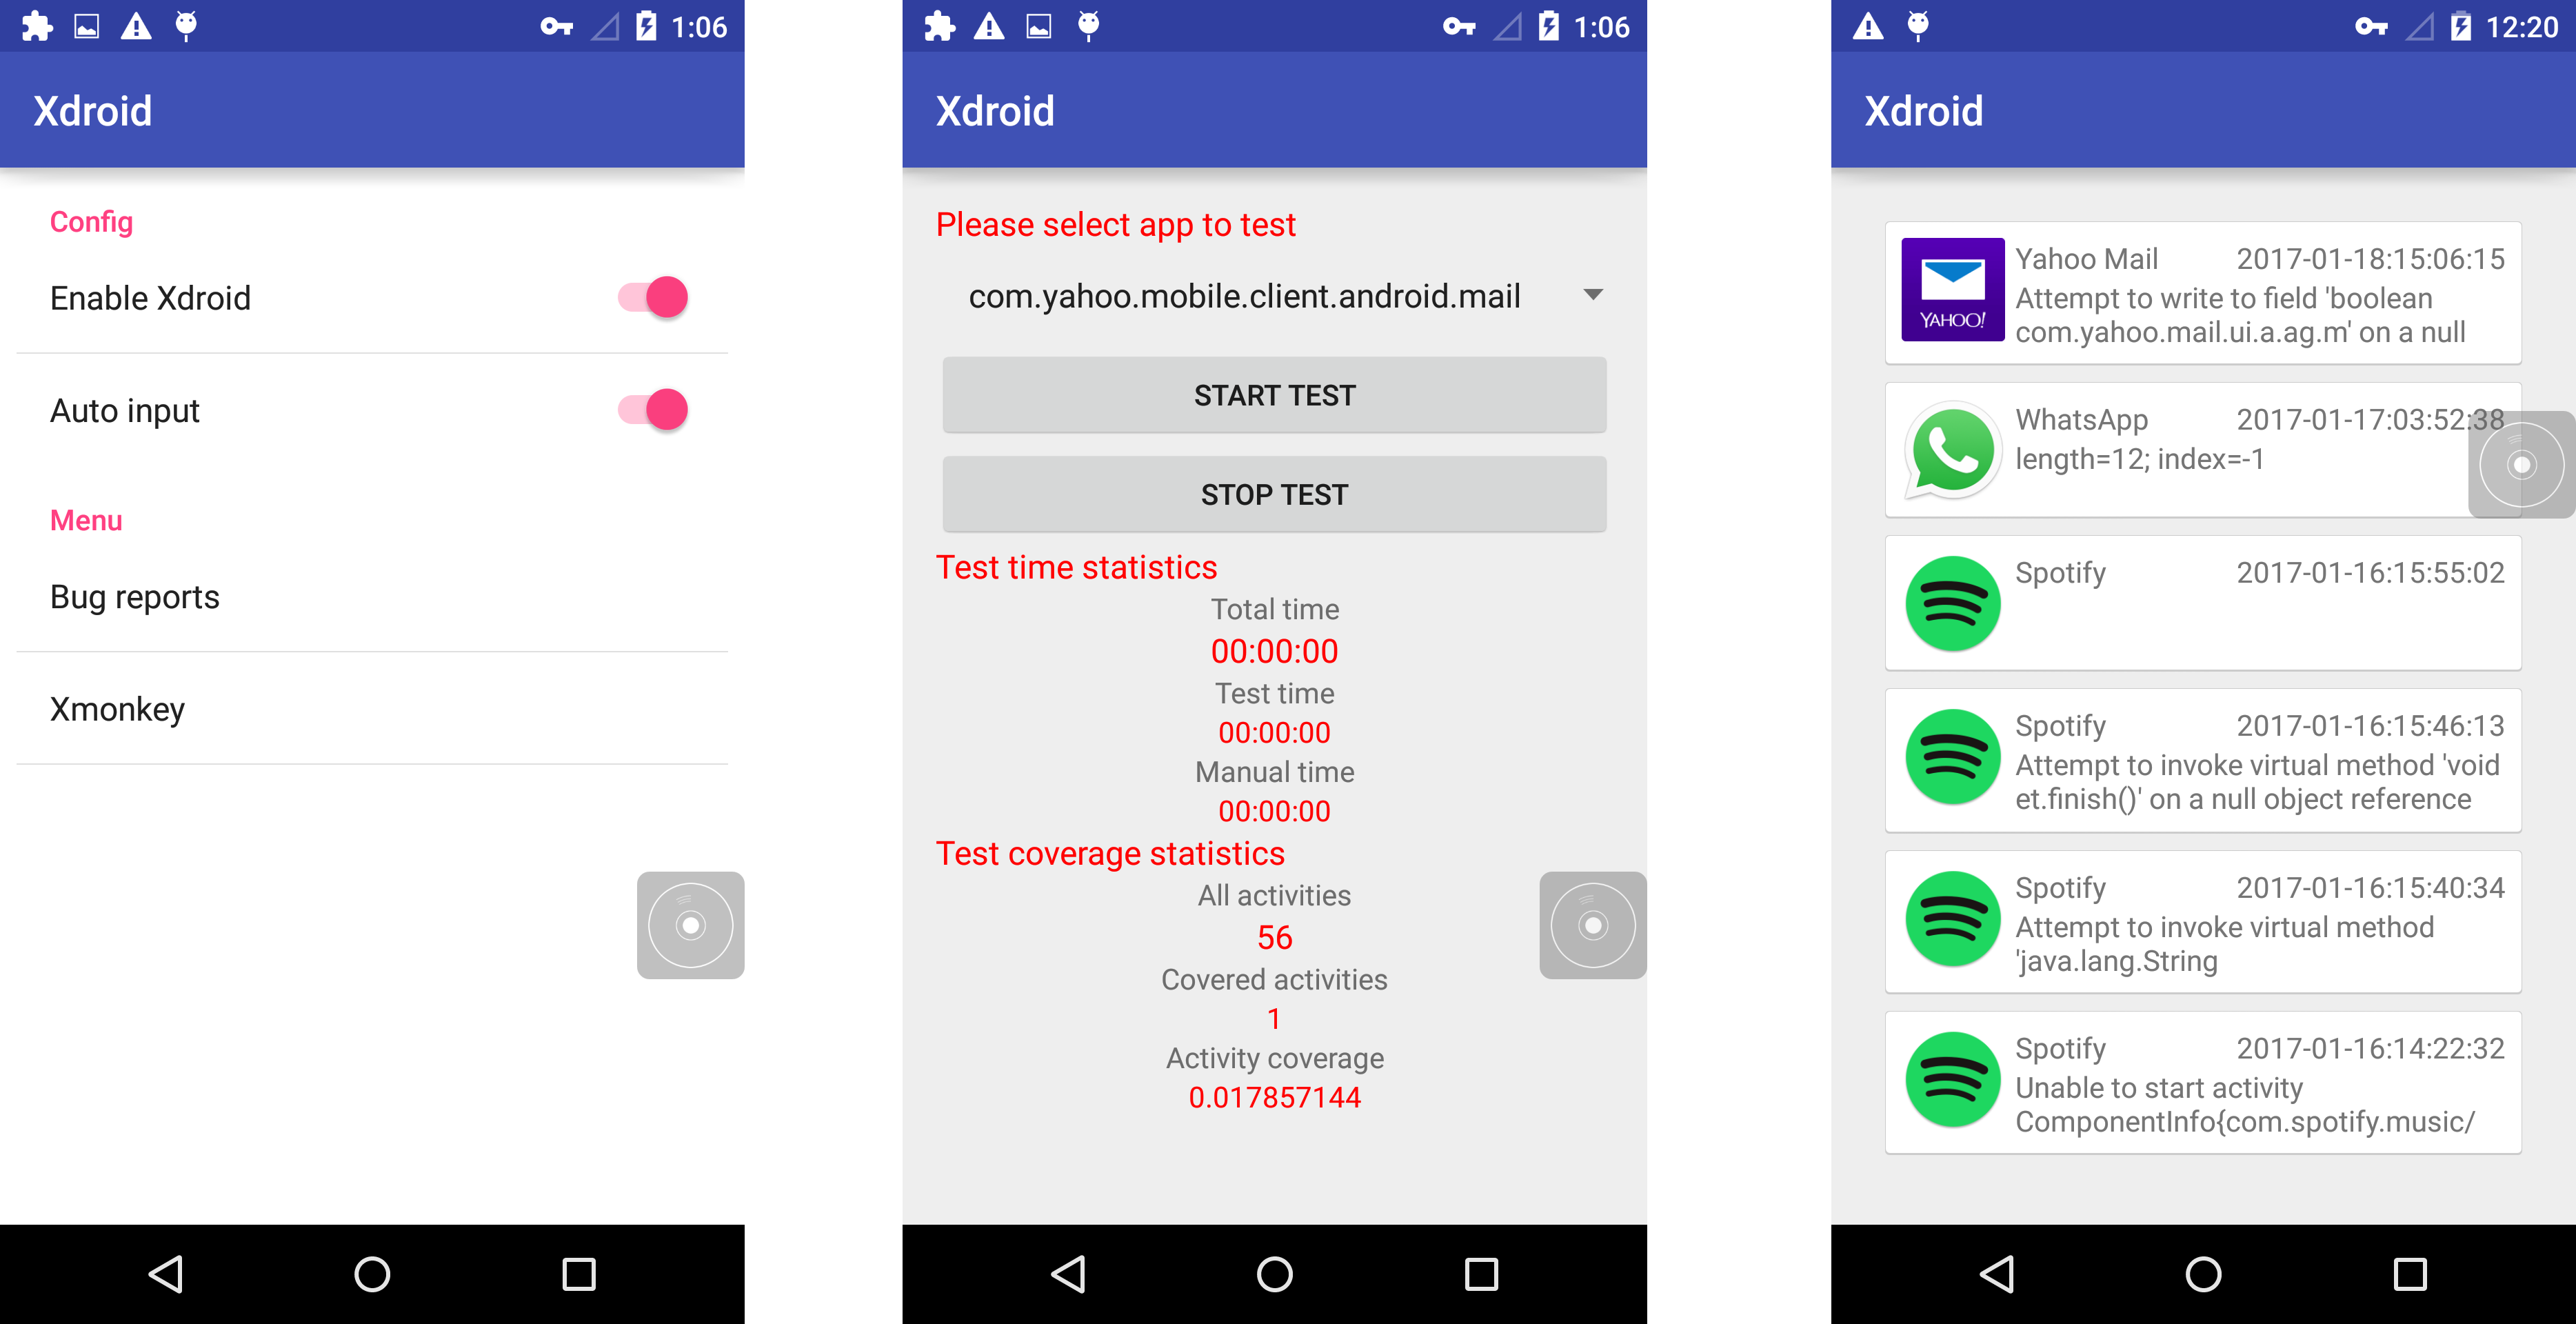 1:06
Xdroid
Config
Enable Xdroid
Auto input
Menu
Bug reports
Xmonkey
1:06
Xdroid
Please select app to test
com.yahoo.mobile.client.android.mail
START TEST
STOP TEST
Test time statistics
Total time
00:00:00
Test time
00:00:00
Manual time
00:00:00
Test coverage statistics
All activities
56
Covered activities
1
Activity coverage
0.017857144
12:20
Xdroid
YAHOO!
Yahoo Mail 2017-01-18:15:06:15
Attempt to write to field 'boolean
com.yahoo.mail.ui.a.ag.m' on a null
WhatsApp 2017-01-17:03:52:38
length=12; index=-1
Spotify 2017-01-16:15:55:02
Spotify 2017-01-16:15:46:13
Attempt to invoke virtual method 'void
et.finish()' on a null object reference
Spotify 2017-01-16:15:40:34
Attempt to invoke virtual method
'java.lang.String
Spotify 2017-01-16:14:22:32
Unable to start activity
ComponentInfo{com.spotify.music/